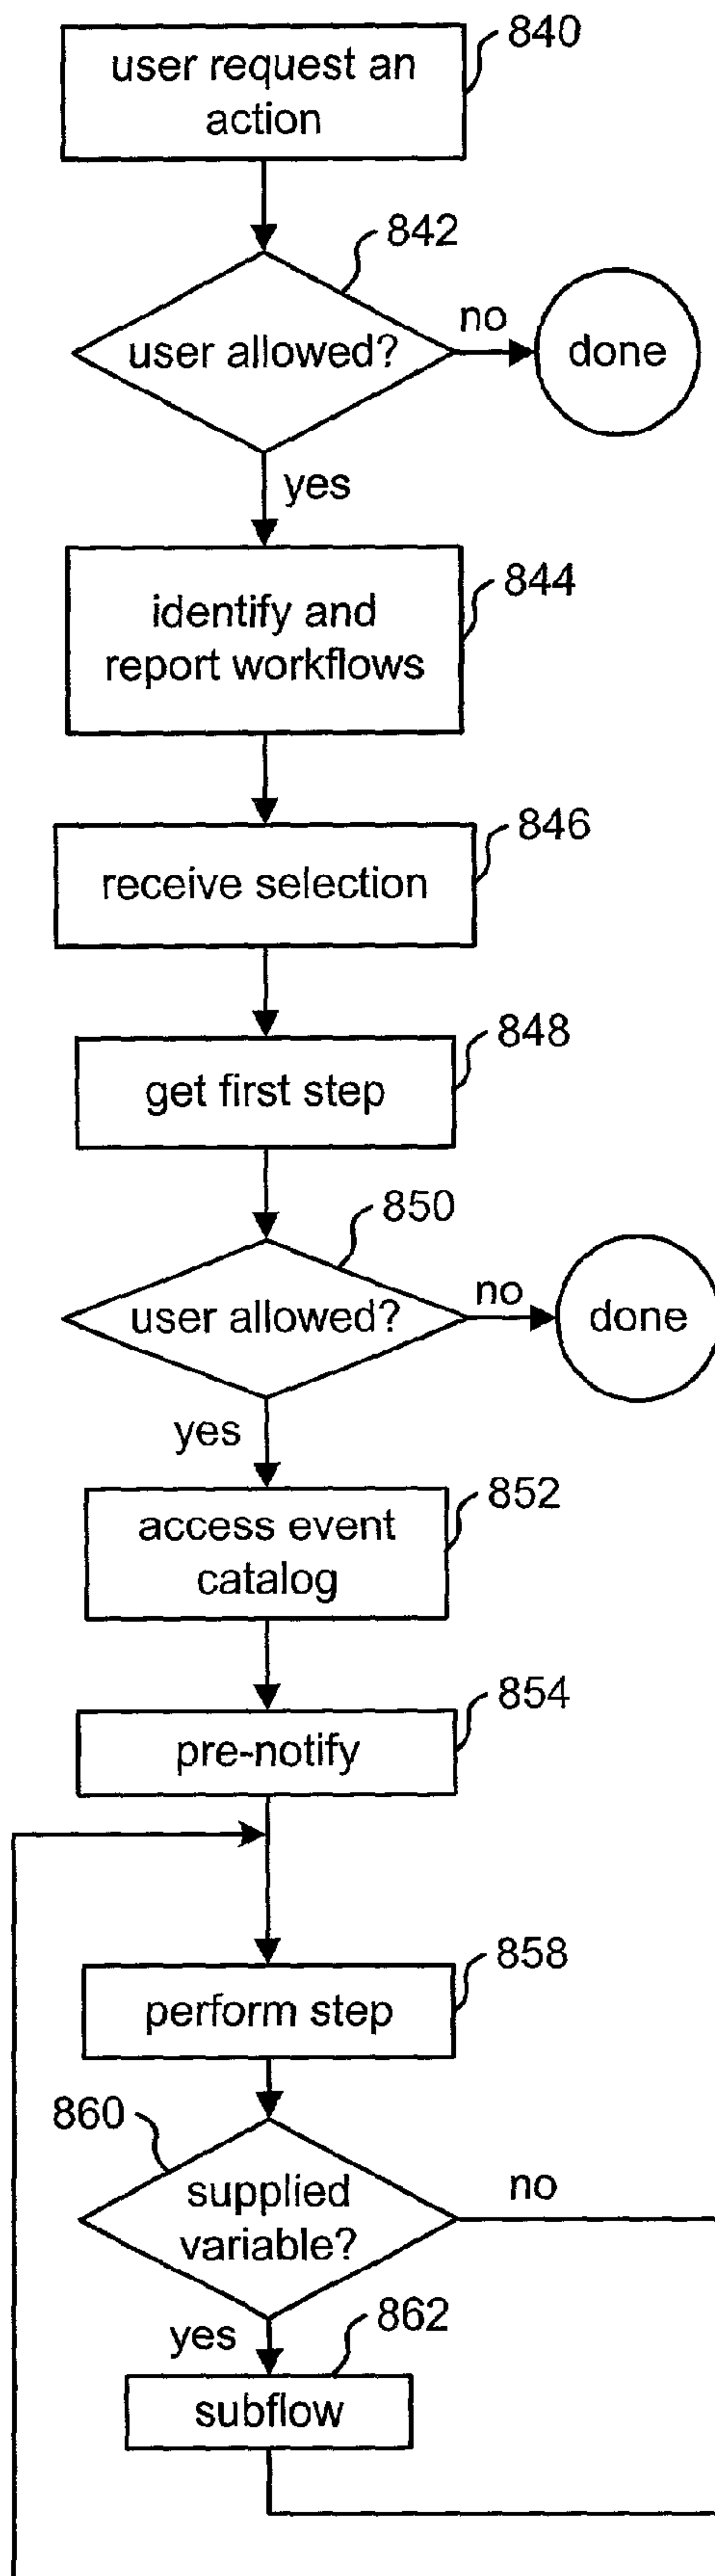 840
user request an
action
842
user allowed?
no
done
yes
844
identify and
report workflows
846
receive selection
848
get first step
850
user allowed?
no
done
yes
852
access event
catalog
854
pre-notify
858
perform step
860
supplied
variable?
no
yes
862
subflow